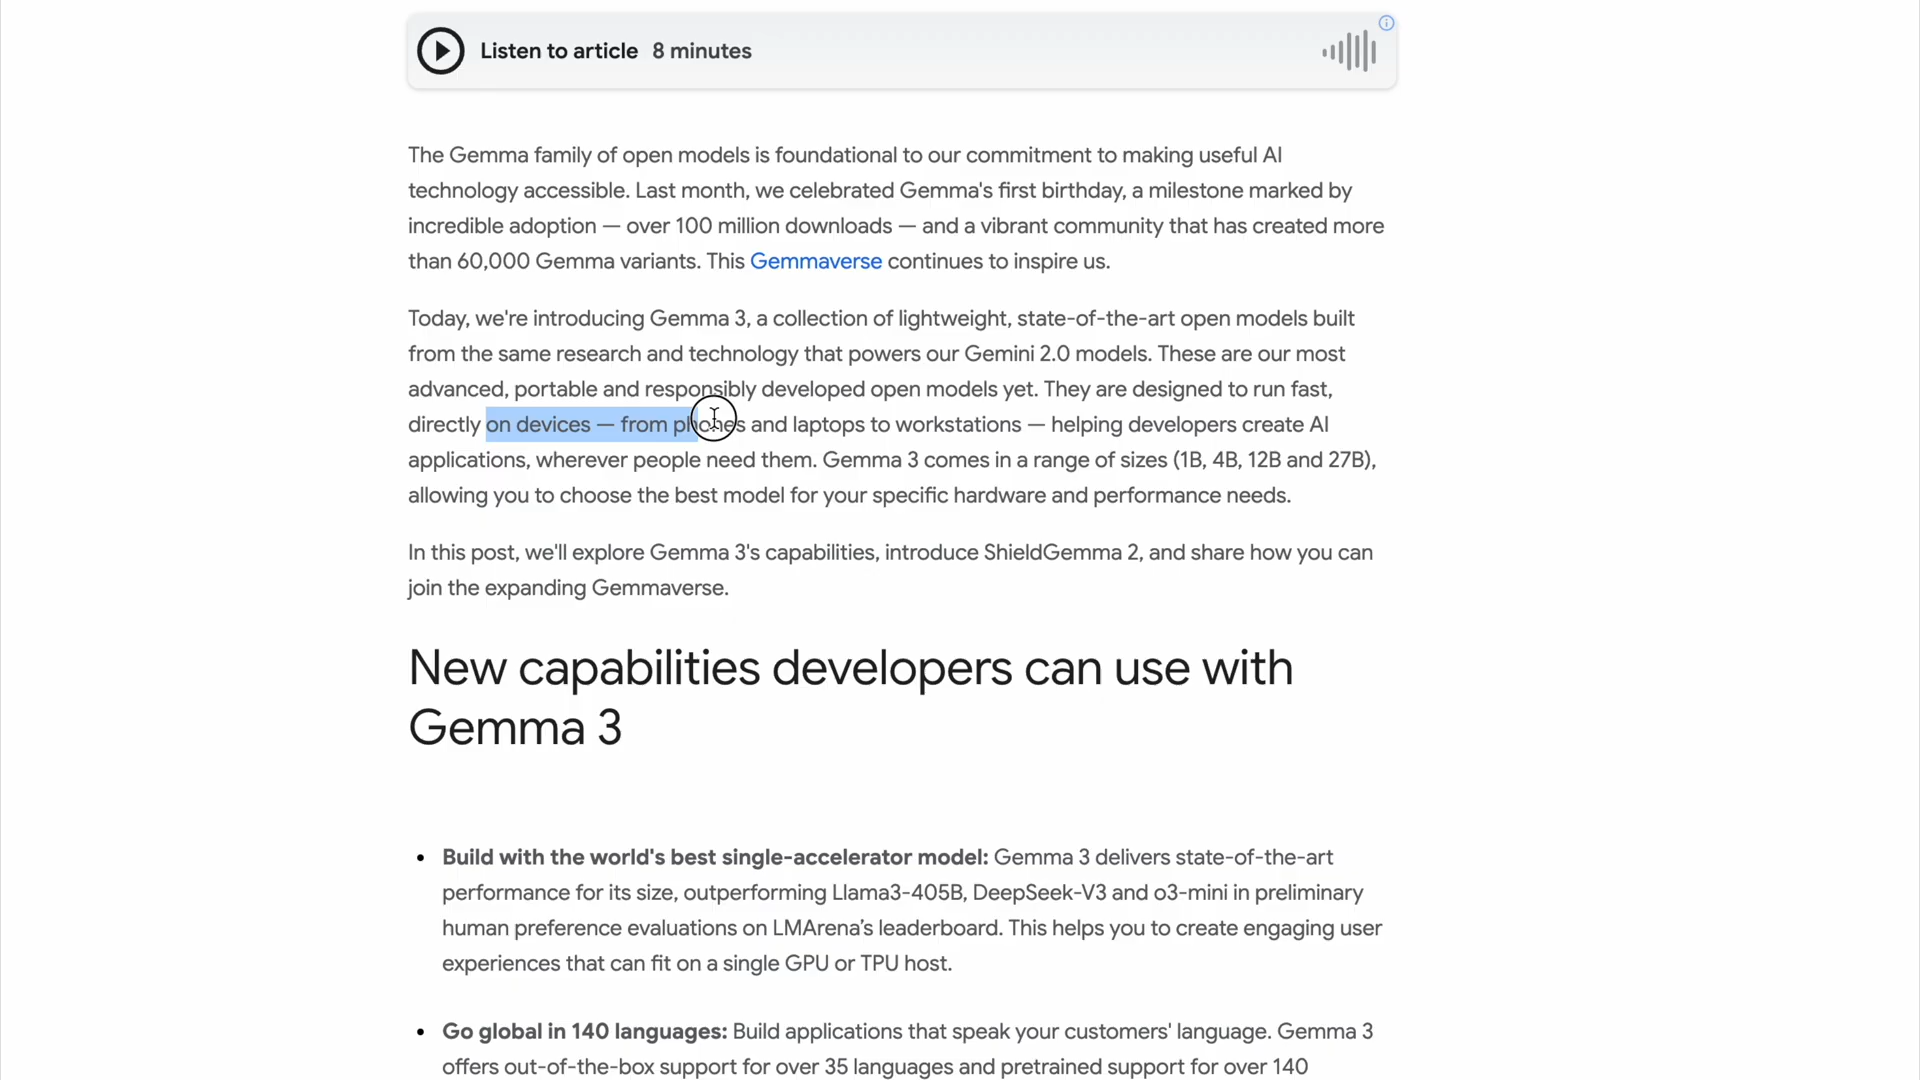 Listen to article 8 minutes
The Gemma family of open models is foundational to our commitment to making useful AI
technology accessible. Last month, we celebrated Gemma's first birthday, a milestone marked by
incredible adoption — over 100 million downloads — and a vibrant community that has created more
than 60,000 Gemma variants. This Gemmaverse continues to inspire us.
Today, we're introducing Gemma 3, a collection of lightweight, state-of-the-art open models built
from the same research and technology that powers our Gemini 2.0 models. These are our most
advanced, portable and responsibly developed open models yet. They are designed to run fast,
directly on devices — from phones and laptops to workstations — helping developers create AI
applications, wherever people need them. Gemma 3 comes in a range of sizes (1B, 4B, 12B and 27B),
allowing you to choose the best model for your specific hardware and performance needs.
In this post, we'll explore Gemma 3's capabilities, introduce ShieldGemma 2, and share how you can
join the expanding Gemmaverse.
New capabilities developers can use with
Gemma 3
• Build with the world's best single-accelerator model: Gemma 3 delivers state-of-the-art
performance for its size, outperforming Llama3-405B, DeepSeek-V3 and o3-mini in preliminary
human preference evaluations on LMArena’s leaderboard. This helps you to create engaging user
experiences that can fit on a single GPU or TPU host.
• Go global in 140 languages: Build applications that speak your customers' language. Gemma 3
offers out-of-the-box support for over 35 languages and pretrained support for over 140